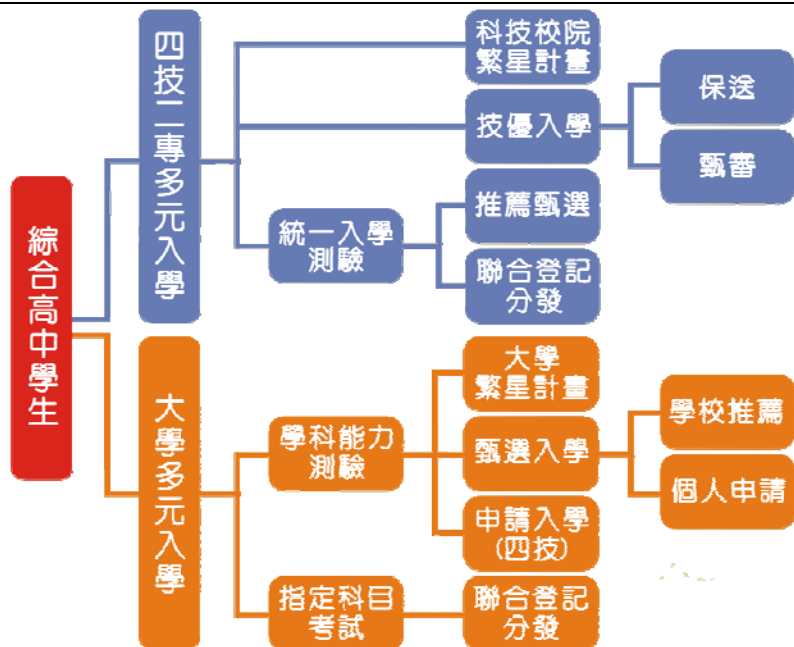 綜合高中學生
四技二專多元入學
科技校院
繁星計畫
技優入學
保送
甄審
統一入學
測驗
推薦甄選
聯合登記
分發
大學多元入學
學科能力
測驗
大學
繁星計畫
甄選入學
學校推薦
個人申請
申請入學
(四技)
指定科目
考試
聯合登記
分發